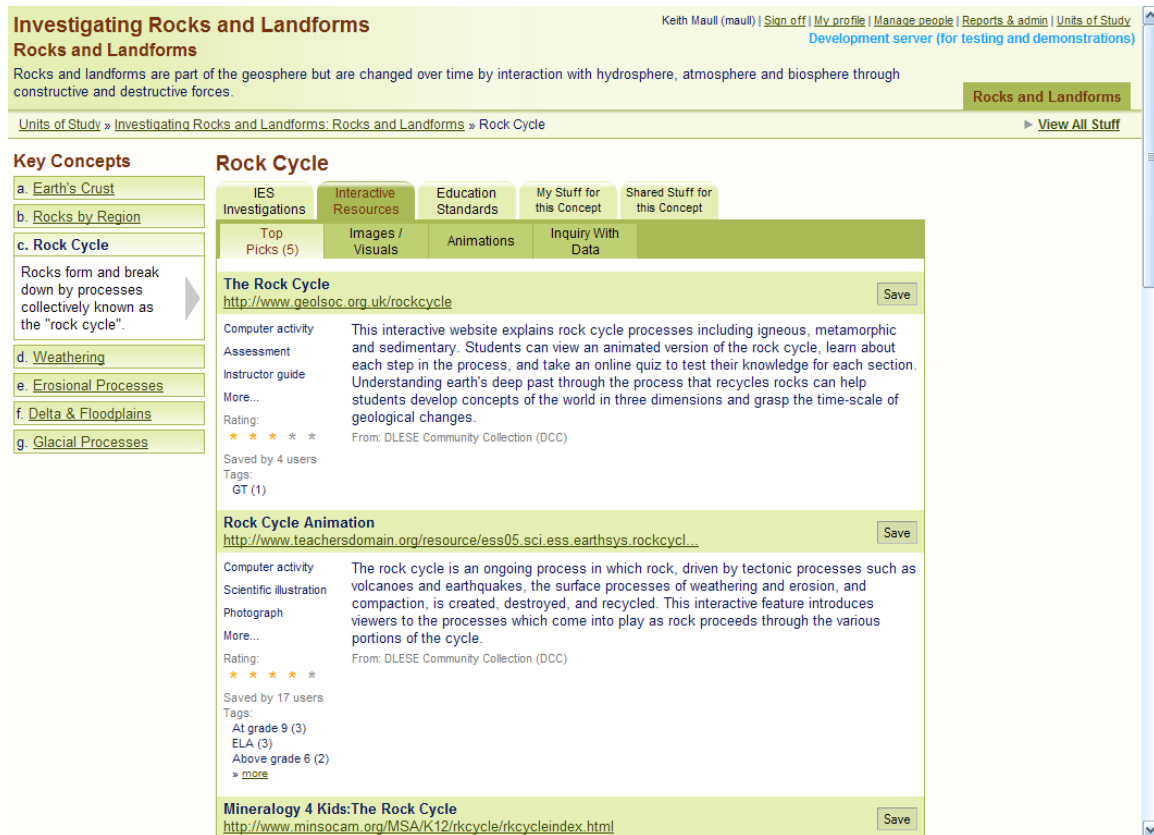 Investigating Rocks and Landforms
Rocks and Landforms
Rocks and landforms are part of the geosphere but are changed over time by interaction with hydrosphere, atmosphere and biosphere through
constructive and destructive forces.
Keith Maull (maull) | Sign off | My profile | Manage people | Reports & admin | Units of Study
Development server (for testing and demonstrations)
Rocks and Landforms
Units of Study » Investigating Rocks and Landforms: Rocks and Landforms » Rock Cycle
View All Stuff
Key Concepts
a. Earth's Crust
b. Rocks by Region
c. Rock Cycle
Rocks form and break
down by processes
collectively known as
the "rock cycle".
d. Weathering
e. Erosional Processes
f. Delta & Floodplains
g. Glacial Processes
Rock Cycle
IES
Investigations
Interactive
Resources
Education
Standards
My Stuff for
this Concept
Shared Stuff for
this Concept
Top
Picks (5)
Images /
Visuals
Animations
Inquiry With
Data
The Rock Cycle
http://www.geolsoc.org.uk/rockcycle
Save
Computer activity
Assessment
Instructor guide
More...
Rating:
* * * * *
Saved by 4 users
Tags:
GT (1)
This interactive website explains rock cycle processes including igneous, metamorphic
and sedimentary. Students can view an animated version of the rock cycle, learn about
each step in the process, and take an online quiz to test their knowledge for each section.
Understanding earth's deep past through the process that recycles rocks can help
students develop concepts of the world in three dimensions and grasp the time-scale of
geological changes.
From: DLESE Community Collection (DCC)
Rock Cycle Animation
http://www.teachersdomain.org/resource/ess05.sci.ess.earthsys.rockcycl...
Save
Computer activity
Scientific illustration
Photograph
More...
Rating:
* * * * *
Saved by 17 users
Tags:
At grade 9 (3)
ELA (3)
Above grade 6 (2)
» more
The rock cycle is an ongoing process in which rock, driven by tectonic processes such as
volcanoes and earthquakes, the surface processes of weathering and erosion, and
compaction, is created, destroyed, and recycled. This interactive feature introduces
viewers to the processes which come into play as rock proceeds through the various
portions of the cycle.
From: DLESE Community Collection (DCC)
Mineralogy 4 Kids:The Rock Cycle
http://www.minsocam.org/MSA/K12/rkcycle/rkcycleindex.html
Save